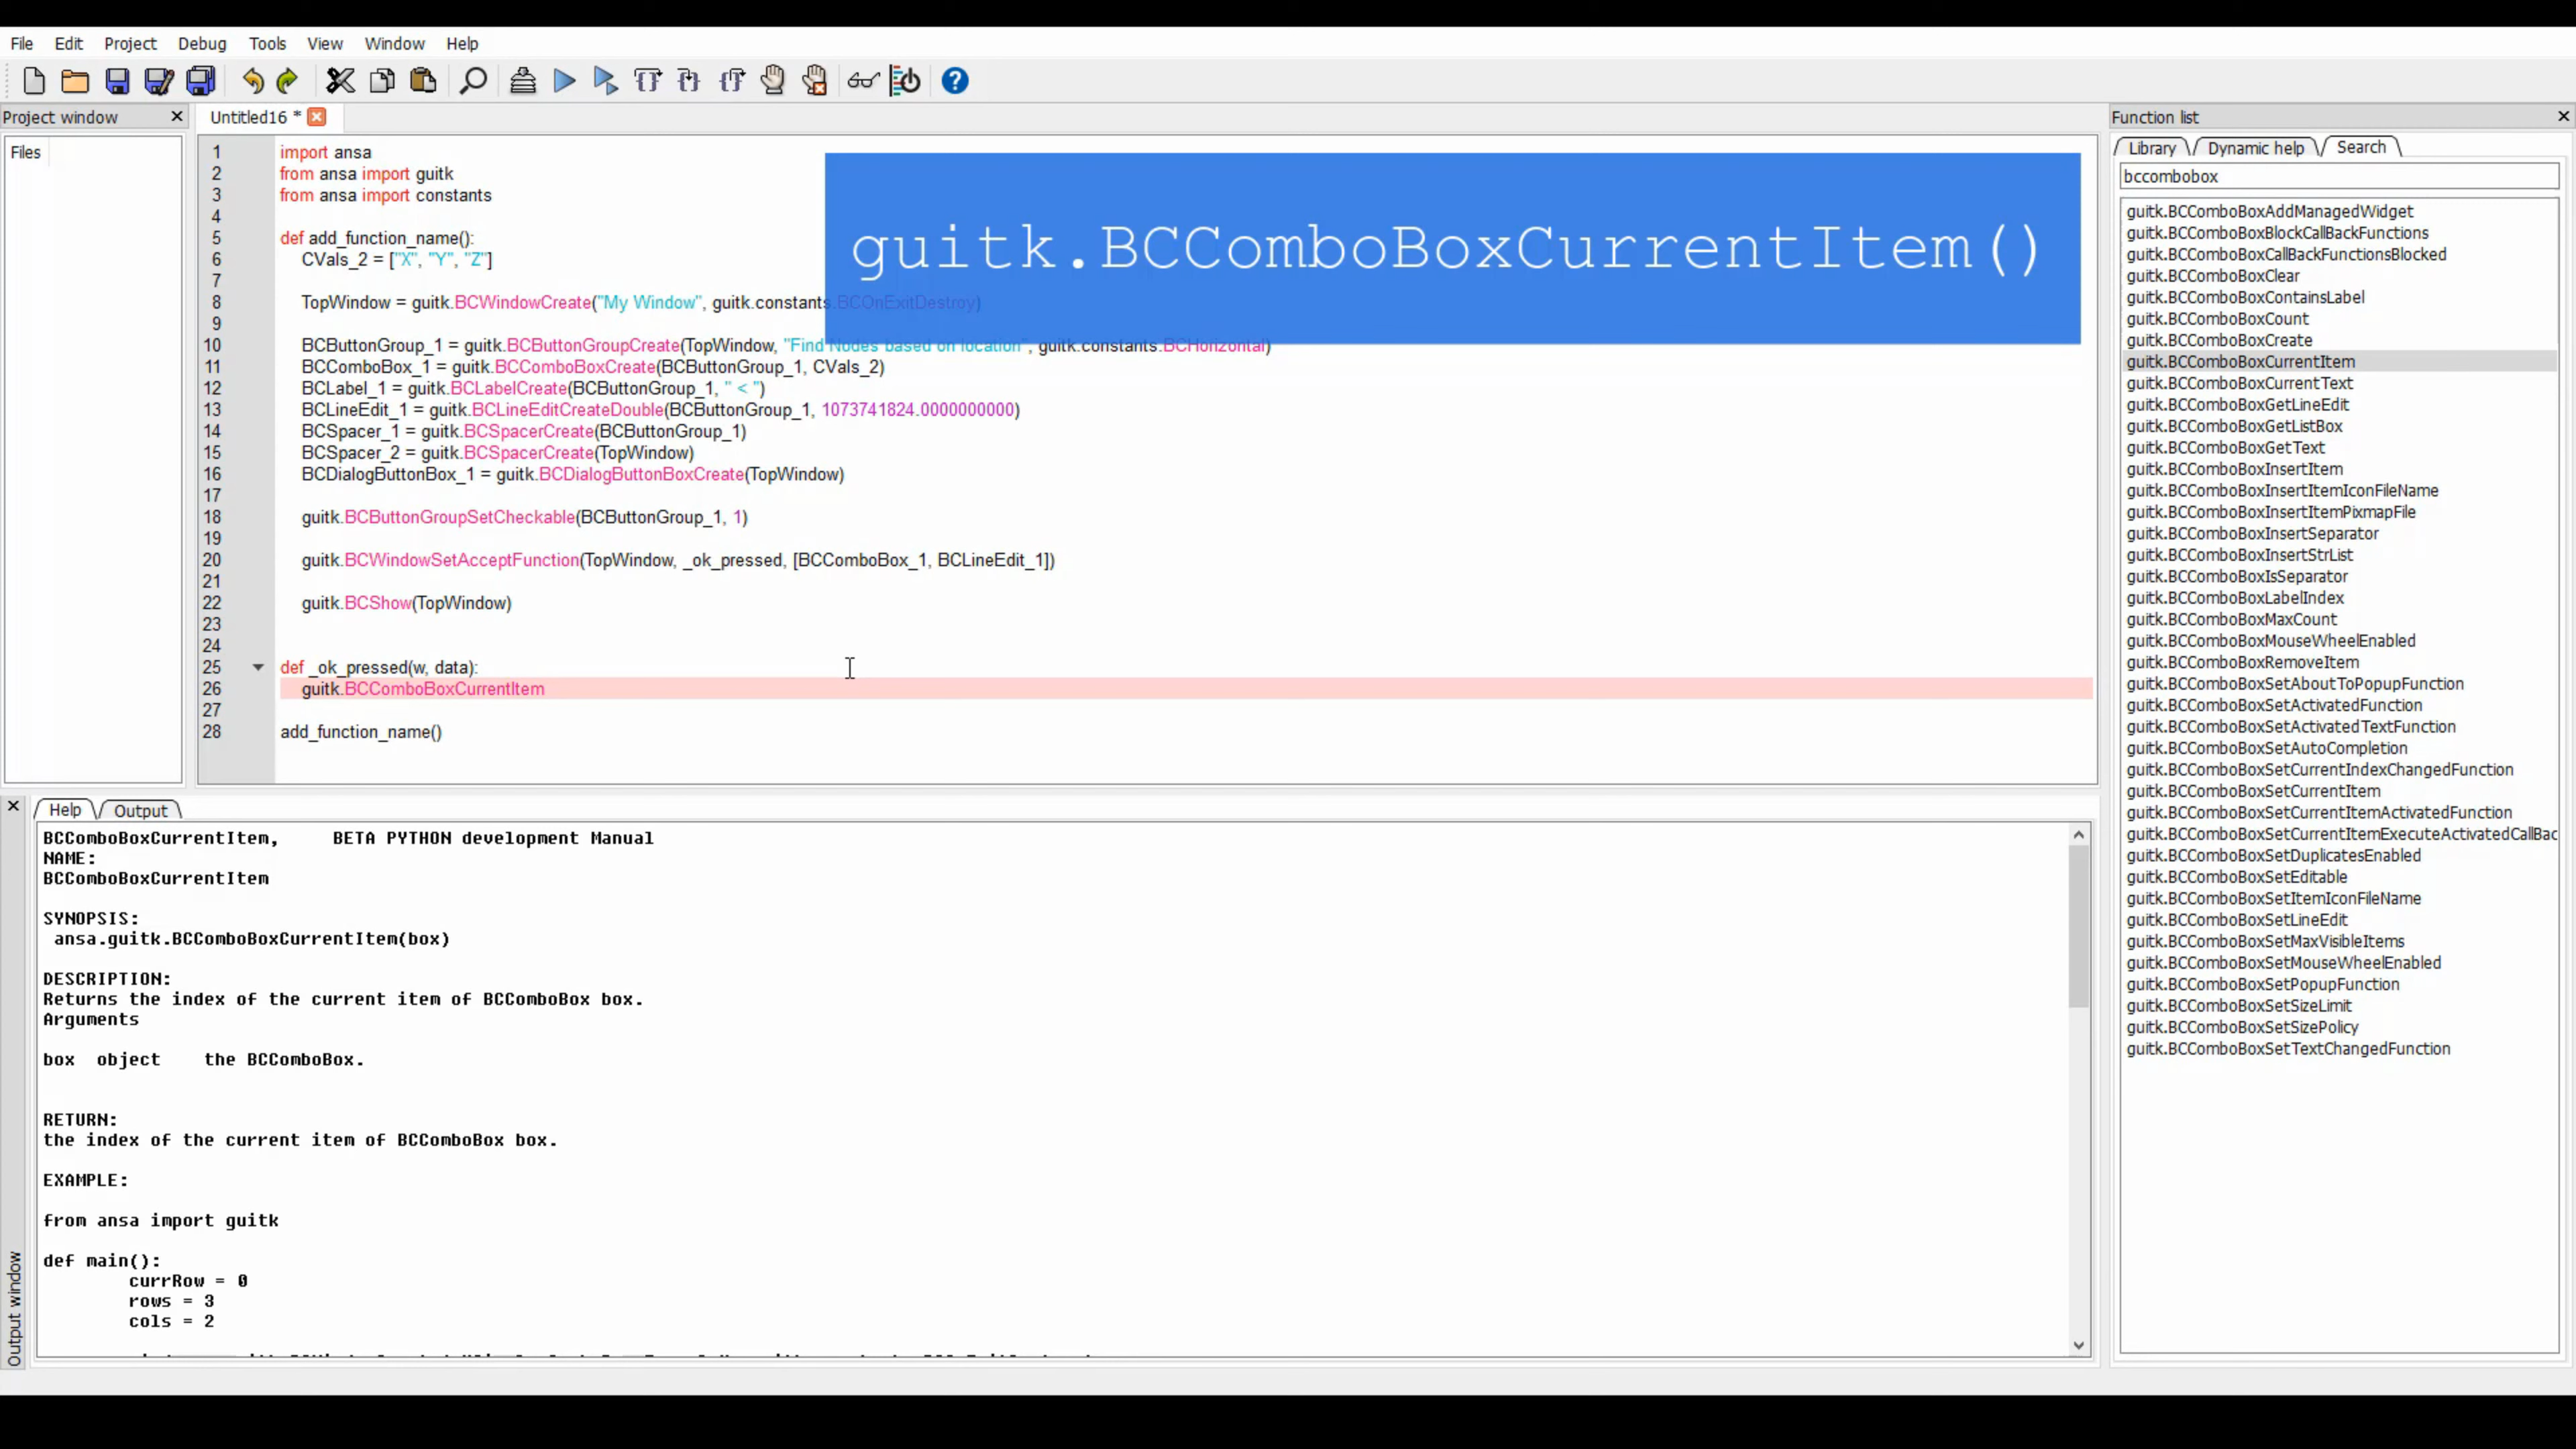 File Edit Project Debug Tools View Window Help
Project window
Files
Untitled16 *
1 import ansa
2 from ansa import guitk
3 from ansa import constants
4
5 def add_function_name():
6 CVals_2 = ["X", "Y", "Z"]
7
8 TopWindow = guitk.BCWindowCreate("My Window", guitk.constants.BCOnExitDestroy)
9
10 BCButtonGroup_1 = guitk.BCButtonGroupCreate(TopWindow, "Find Nodes based on location", guitk.constants.BCHorizontal)
11 BCComboBox_1 = guitk.BCComboBoxCreate(BCButtonGroup_1, CVals_2)
12 BCLabel_1 = guitk.BCLabelCreate(BCButtonGroup_1, " < ")
13 BCLineEdit_1 = guitk.BCLineEditCreateDouble(BCButtonGroup_1, 1073741824.0000000000)
14 BCSpacer_1 = guitk.BCSpacerCreate(BCButtonGroup_1)
15 BCSpacer_2 = guitk.BCSpacerCreate(TopWindow)
16 BCDialogButtonBox_1 = guitk.BCDialogButtonBoxCreate(TopWindow)
17
18 guitk.BCButtonGroupSetCheckable(BCButtonGroup_1, 1)
19
20 guitk.BCWindowSetAcceptFunction(TopWindow, _ok_pressed, [BCComboBox_1, BCLineEdit_1])
21
22 guitk.BCShow(TopWindow)
23
24
25 def _ok_pressed(w, data):
26 guitk.BCComboBoxCurrentItem
27
28 add_function_name()
guitk.BCComboBoxCurrentItem()
Function list
Library Dynamic help Search
bccombobox
guitk.BCComboBoxAddManagedWidget
guitk.BCComboBoxBlockCallBackFunctions
guitk.BCComboBoxCallBackFunctionsBlocked
guitk.BCComboBoxClear
guitk.BCComboBoxContainsLabel
guitk.BCComboBoxCount
guitk.BCComboBoxCreate
guitk.BCComboBoxCurrentItem
guitk.BCComboBoxCurrentText
guitk.BCComboBoxGetLineEdit
guitk.BCComboBoxGetListBox
guitk.BCComboBoxGetText
guitk.BCComboBoxInsertItem
guitk.BCComboBoxInsertItemIconFileName
guitk.BCComboBoxInsertItemPixmapFile
guitk.BCComboBoxInsertSeparator
guitk.BCComboBoxInsertStrList
guitk.BCComboBoxIsSeparator
guitk.BCComboBoxLabelIndex
guitk.BCComboBoxMaxCount
guitk.BCComboBoxMouseWheelEnabled
guitk.BCComboBoxRemoveItem
guitk.BCComboBoxSetAboutToPopupFunction
guitk.BCComboBoxSetActivatedFunction
guitk.BCComboBoxSetActivatedTextFunction
guitk.BCComboBoxSetAutoCompletion
guitk.BCComboBoxSetCurrentIndexChangedFunction
guitk.BCComboBoxSetCurrentItem
guitk.BCComboBoxSetCurrentItemActivatedFunction
guitk.BCComboBoxSetCurrentItemExecuteActivatedCallBac
guitk.BCComboBoxSetDuplicatesEnabled
guitk.BCComboBoxSetEditable
guitk.BCComboBoxSetItemIconFileName
guitk.BCComboBoxSetLineEdit
guitk.BCComboBoxSetMaxVisibleItems
guitk.BCComboBoxSetMouseWheelEnabled
guitk.BCComboBoxSetPopupFunction
guitk.BCComboBoxSetSizeLimit
guitk.BCComboBoxSetSizePolicy
guitk.BCComboBoxSetTextChangedFunction
Help Output
Output window
BCComboBoxCurrentItem, BETA PYTHON development Manual
NAME:
BCComboBoxCurrentItem
SYNOPSIS:
ansa.guitk.BCComboBoxCurrentItem(box)
DESCRIPTION:
Returns the index of the current item of BCComboBox box.
Arguments
box object the BCComboBox.
RETURN:
the index of the current item of BCComboBox box.
EXAMPLE:
from ansa import guitk
def main():
currRow = 0
rows = 3
cols = 2